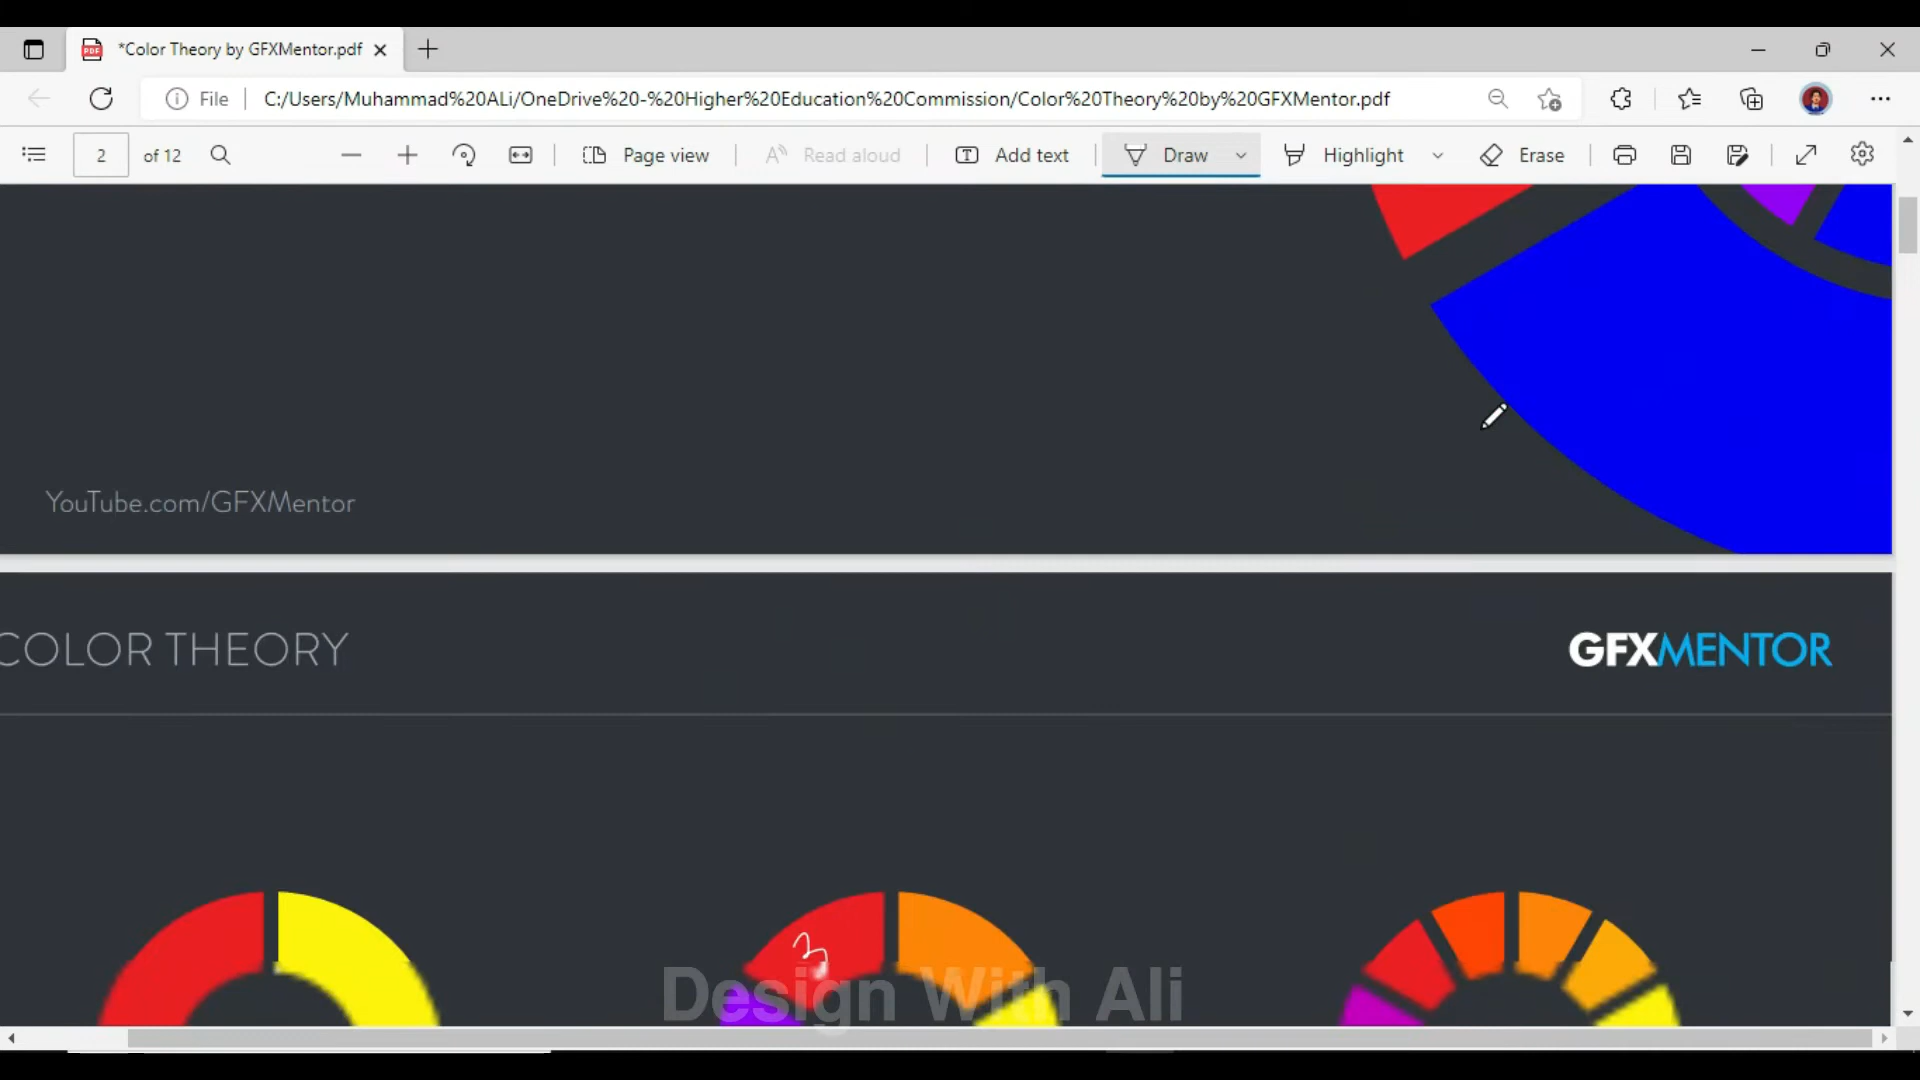 *Color Theory by GFXMentor.pdf
File
C:/Users/Muhammad%20ALi/OneDrive%20-%20Higher%20Education%20Commission/Color%20Theory%20by%20GFXMentor.pdf
2 of 12
Page view
Read aloud
Add text
Draw
Highlight
Erase
YouTube.com/GFXMentor
COLOR THEORY
GFXMENTOR
3
Design With Ali